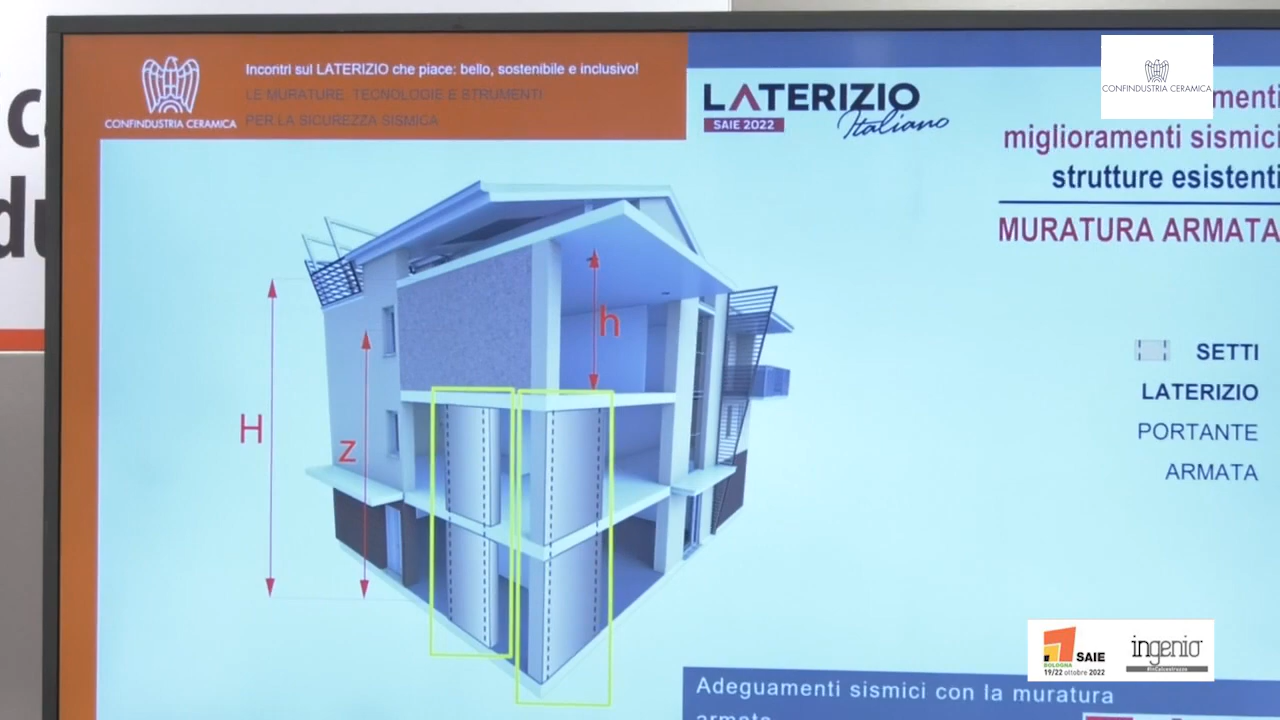 Incontri sul LATERIZIO che piace: bello, sostenibile e inclusivo!
LE MURATURE: TECNOLOGIE E STRUMENTI
PER LA SICUREZZA SISMICA
CONFINDUSTRIA CERAMICA
LATERIZIO
SAIE 2022
Italiano
CONFINDUSTRIA CERAMICA
miglioramenti sismici
strutture esistenti
MURATURA ARMATA
h
H
z
SETTI
LATERIZIO
PORTANTE
ARMATA
SAIE
BOLOGNA
19/22 ottobre 2022
ingenio
Adeguamenti sismici con la muratura
armata